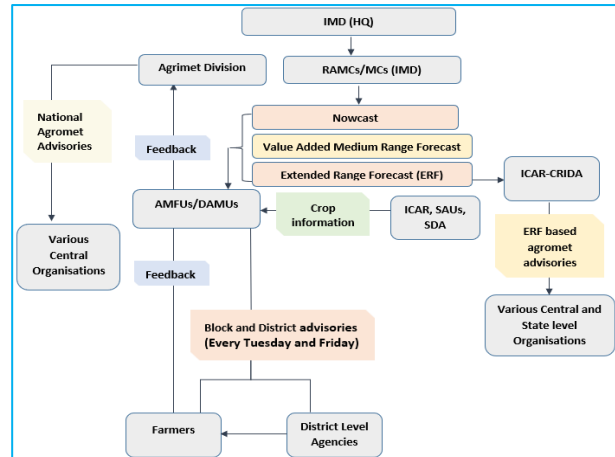 IMD (HQ)
Agrimet Division
RAMCs/MCs (IMD)
National
Agromet
Advisories
Nowcast
Feedback
Value Added Medium Range Forecast
Extended Range Forecast (ERF)
ICAR-CRIDA
AMFUs/DAMUs
Crop
information
ICAR, SAUs,
SDA
Various
Central
Organisations
ERF based
agromet
advisories
Feedback
Various Central and
State level
Organisations
Block and District advisories
(Every Tuesday and Friday)
Farmers
District Level
Agencies